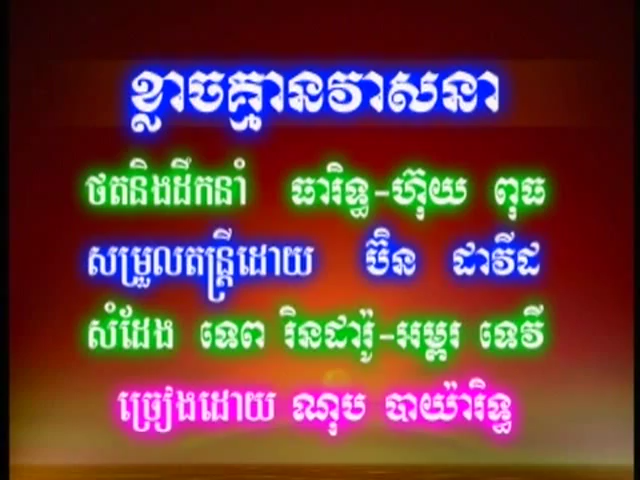 ខ្លាចគ្មានវាសនា
ថតនិងដឹកនាំ ធារិទ្ធ-ហ៊ុយ ពុធ
សម្រួលតន្ត្រីដោយ ប៊ិន ដាវីដ
សំដែង ទេព រិនដារ៉ូ-អម្ពរ ទេវី
ច្រៀងដោយ ណុប បាយ៉ារិទ្ធ